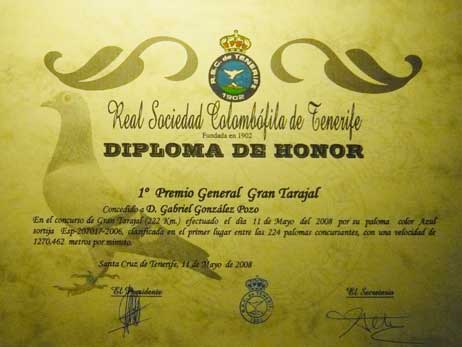 R.S.C. de TENERIFE
1902
Real Sociedad Colombófila de Tenerife
Fundada en 1902
DIPLOMA DE HONOR
1º Premio General Gran Tarajal
Concedido a D. Gabriel González Pozo
En el concurso de Gran Tarajal (222 Km.) efectuado el día 11 de Mayo del 2008 por su paloma color Azul
sortija Esp-207017-2006, clasificada en el primer lugar entre las 224 palomas concursantes, con una velocidad de
1270,462 metros por minuto.
Santa Cruz de Tenerife, 11 de Mayo de 2008
El Presidente
El Secretario